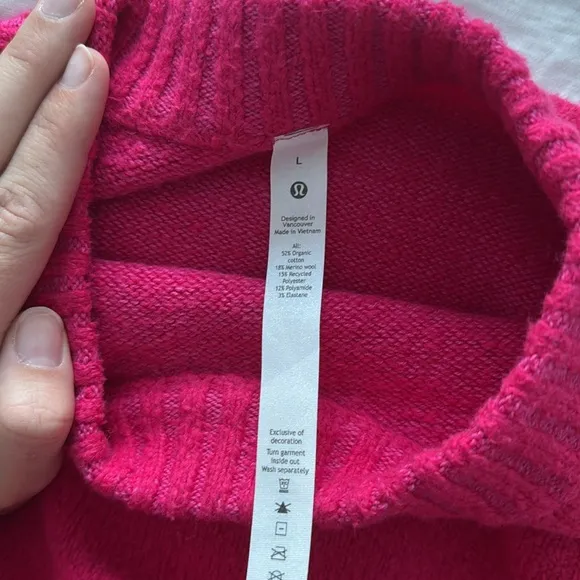 L
Designed in
Vancouver
Made in Vietnam
All:
52% Organic
cotton
18% Merino wool
15% Recycled
Polyester
12% Polyamide
3% Elastane
Exclusive of
decoration
Turn garment
inside out
Wash separately